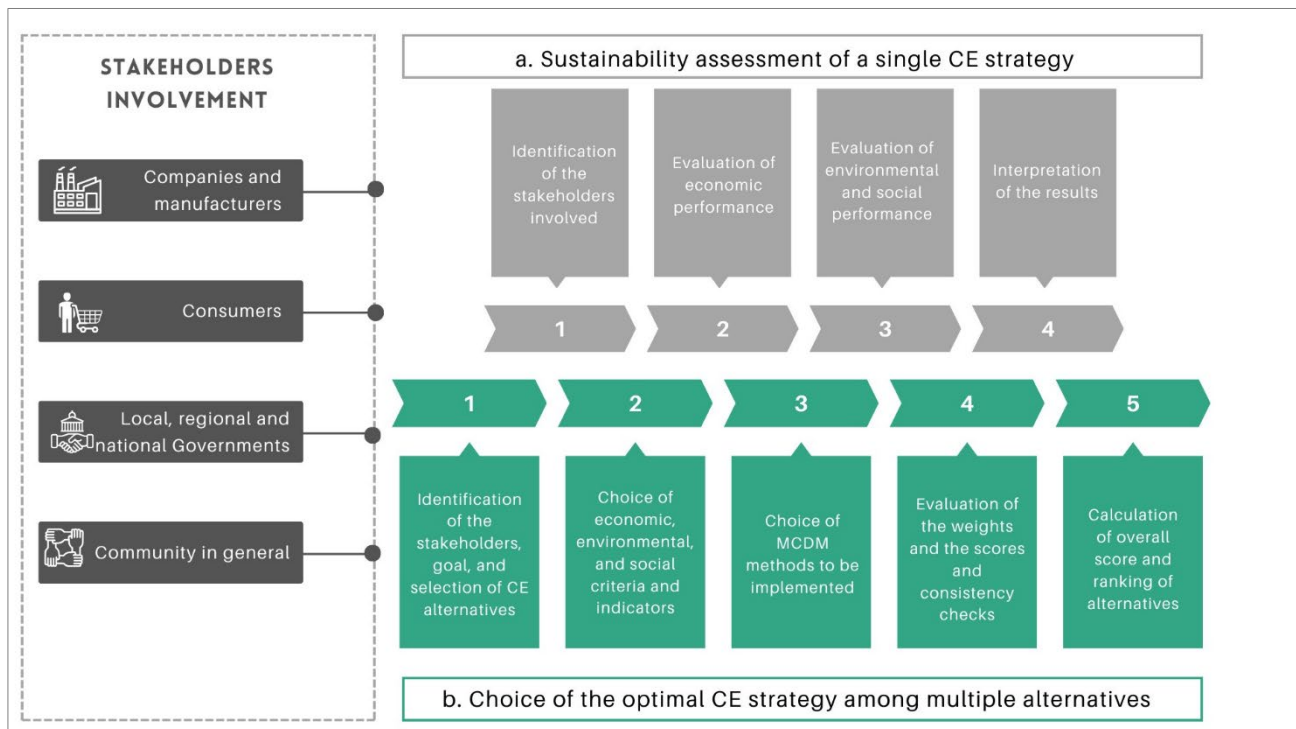 STAKEHOLDERS
INVOLVEMENT
Companies and
manufacturers
Consumers
Local, regional and
national Governments
Community in general
a. Sustainability assessment of a single CE strategy
Identification
of the
stakeholders
involved
Evaluation of
economic
performance
Evaluation of
environmental
and social
performance
Interpretation
of the results
1
2
3
4
1
2
3
4
5
Identification
of the
stakeholders,
goal, and
selection of CE
alternatives
Choice of
economic,
environmental,
and social
criteria and
indicators
Choice of
MCDM
methods to be
implemented
Evaluation of
the weights
and the scores
and
consistency
checks
Calculation
of overall
score and
ranking of
alternatives
b. Choice of the optimal CE strategy among multiple alternatives